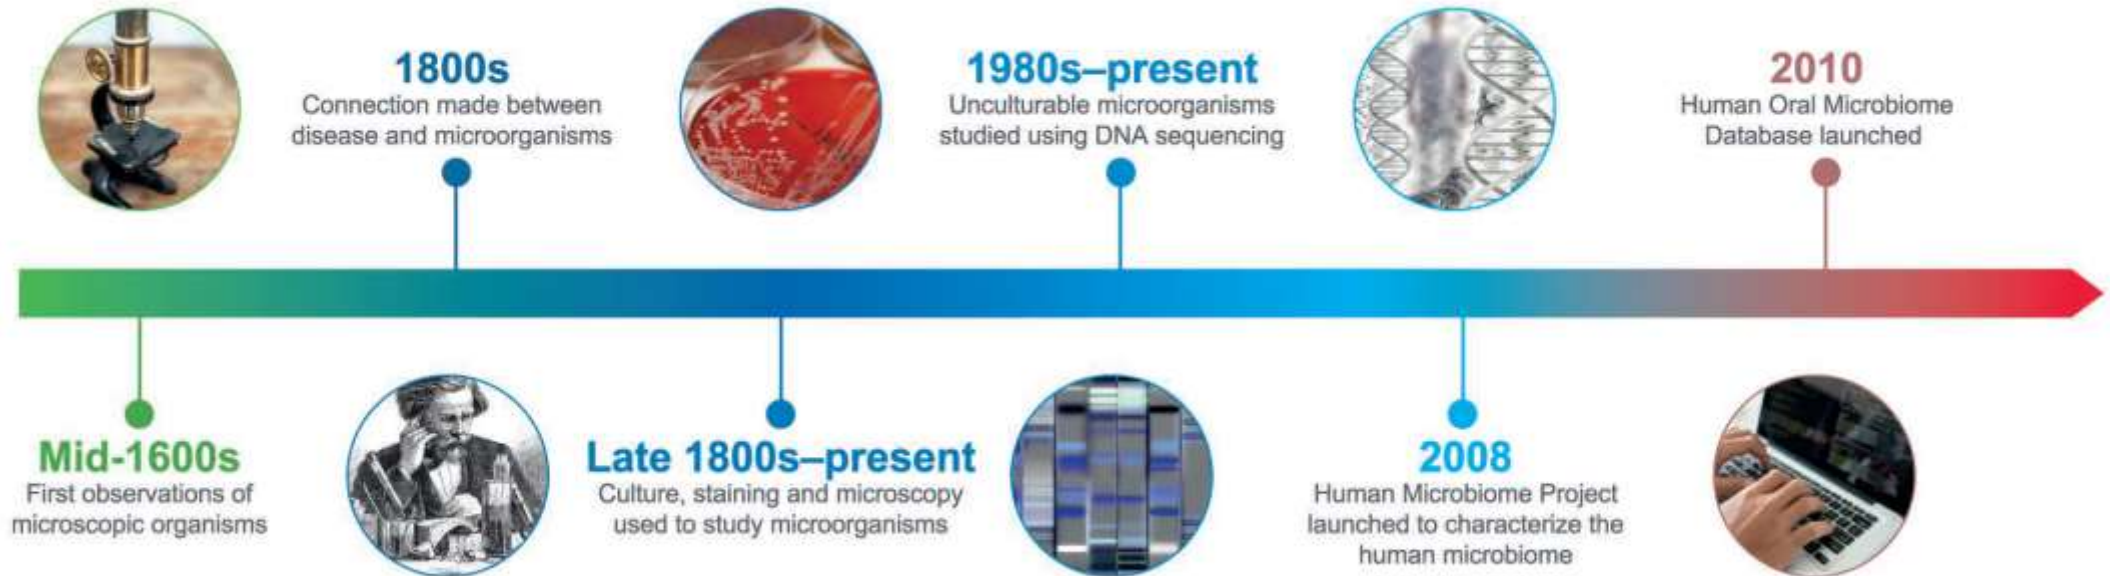 1800s
Connection made between
disease and microorganisms
1980s–present
Unculturable microorganisms
studied using DNA sequencing
2010
Human Oral Microbiome
Database launched
Mid-1600s
First observations of
microscopic organisms
Late 1800s–present
Culture, staining and microscopy
used to study microorganisms
2008
Human Microbiome Project
launched to characterize the
human microbiome